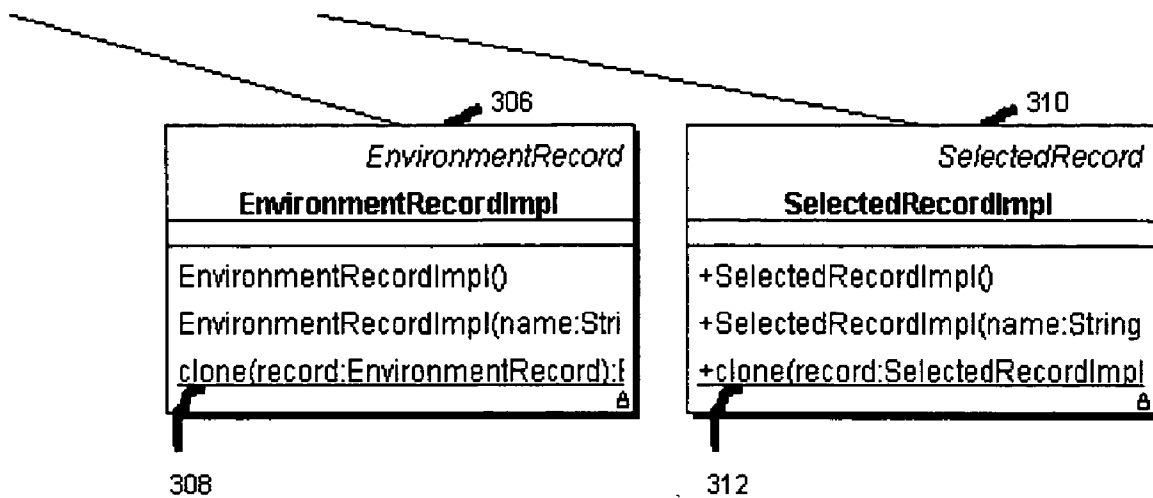 306
310
EnvironmentRecord
EnvironmentRecordImpl
EnvironmentRecordImpl()
EnvironmentRecordImpl(name:Stri
clone(record:EnvironmentRecord):E
308
SelectedRecord
SelectedRecordImpl
+SelectedRecordImpl()
+SelectedRecordImpl(name:String
+clone(record:SelectedRecordImpl
312